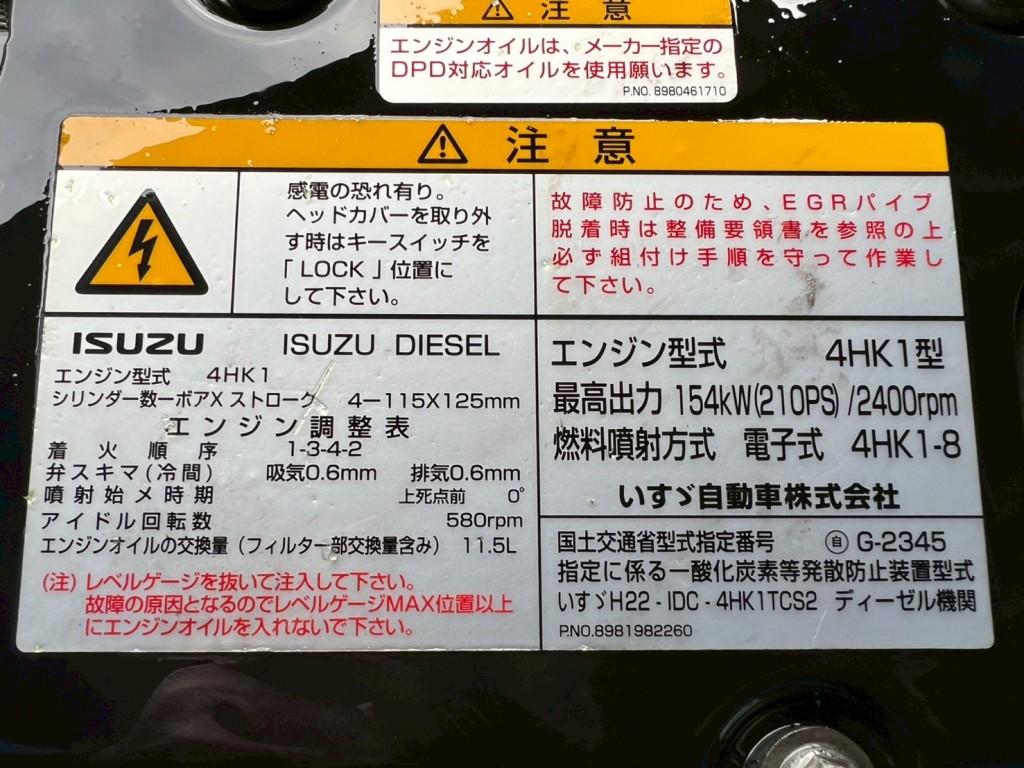 注意
エンジンオイルは、メーカー指定の
DPD対応オイルを使用願います。
P.NO. 8980461710
注意
感電の恐れ有り。
ヘッドカバーを取り外
す時はキースイッチを
「LOCK」位置に
して下さい。
故障防止のため、EGRパイプ
脱着時は整備要領書を参照の上
必ず組付け手順を守って作業し
て下さい。
ISUZU ISUZU DIESEL
エンジン型式 4HK1
シリンダー数ーボアX ストローク 4ー115X125mm
エンジン調整表
着火順序 1-3-4-2
弁スキマ(冷間) 吸気0.6mm 排気0.6mm
噴射始メ時期 上死点前 0°
アイドル回転数 580rpm
エンジンオイルの交換量(フィルター部交換量含み) 11.5L
(注)レベルゲージを抜いて注入して下さい。
故障の原因となるのでレベルゲージMAX位置以上
にエンジンオイルを入れないで下さい。
エンジン型式 4HK1型
最高出力 154kW(210PS)/2400rpm
燃料噴射方式 電子式 4HK1-8
いすゞ自動車株式会社
国土交通省型式指定番号 ㊀自 G-2345
指定に係る一酸化炭素等発散防止装置型式
いすゞH22-IDC-4HK1TCS2 ディーゼル機関
P.NO.8981982260